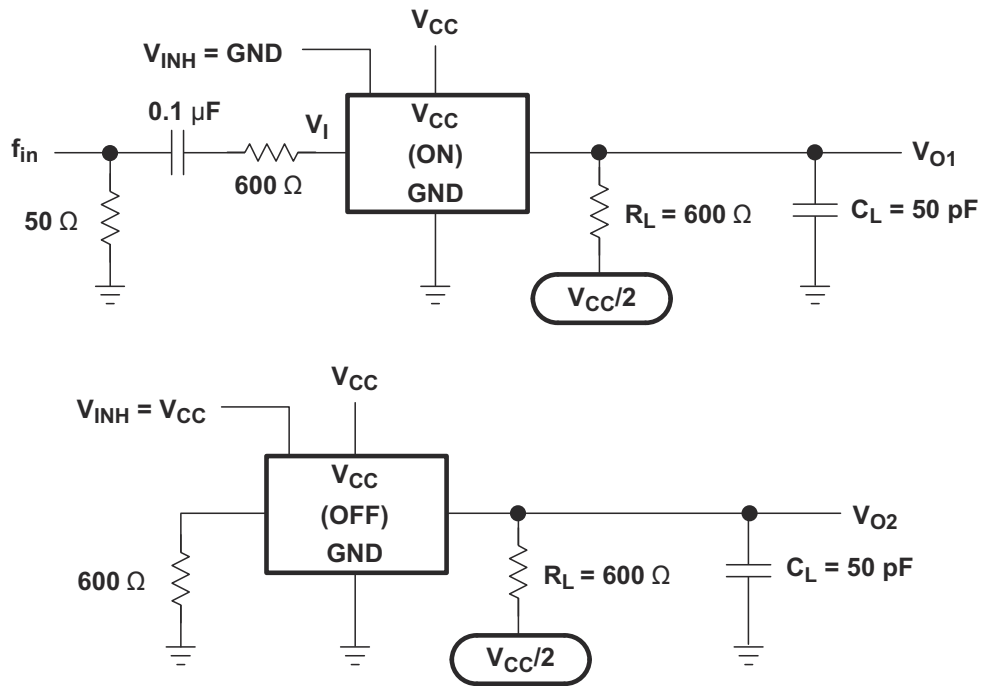 VCC
VINH = GND
0.1 µF
VI
VCC
(ON)
GND
fin
VO1
600 Ω
50 Ω
RL = 600 Ω
CL = 50 pF
VCC/2
VCC
VINH = VCC
VCC
(OFF)
GND
VO2
600 Ω
RL = 600 Ω
CL = 50 pF
VCC/2